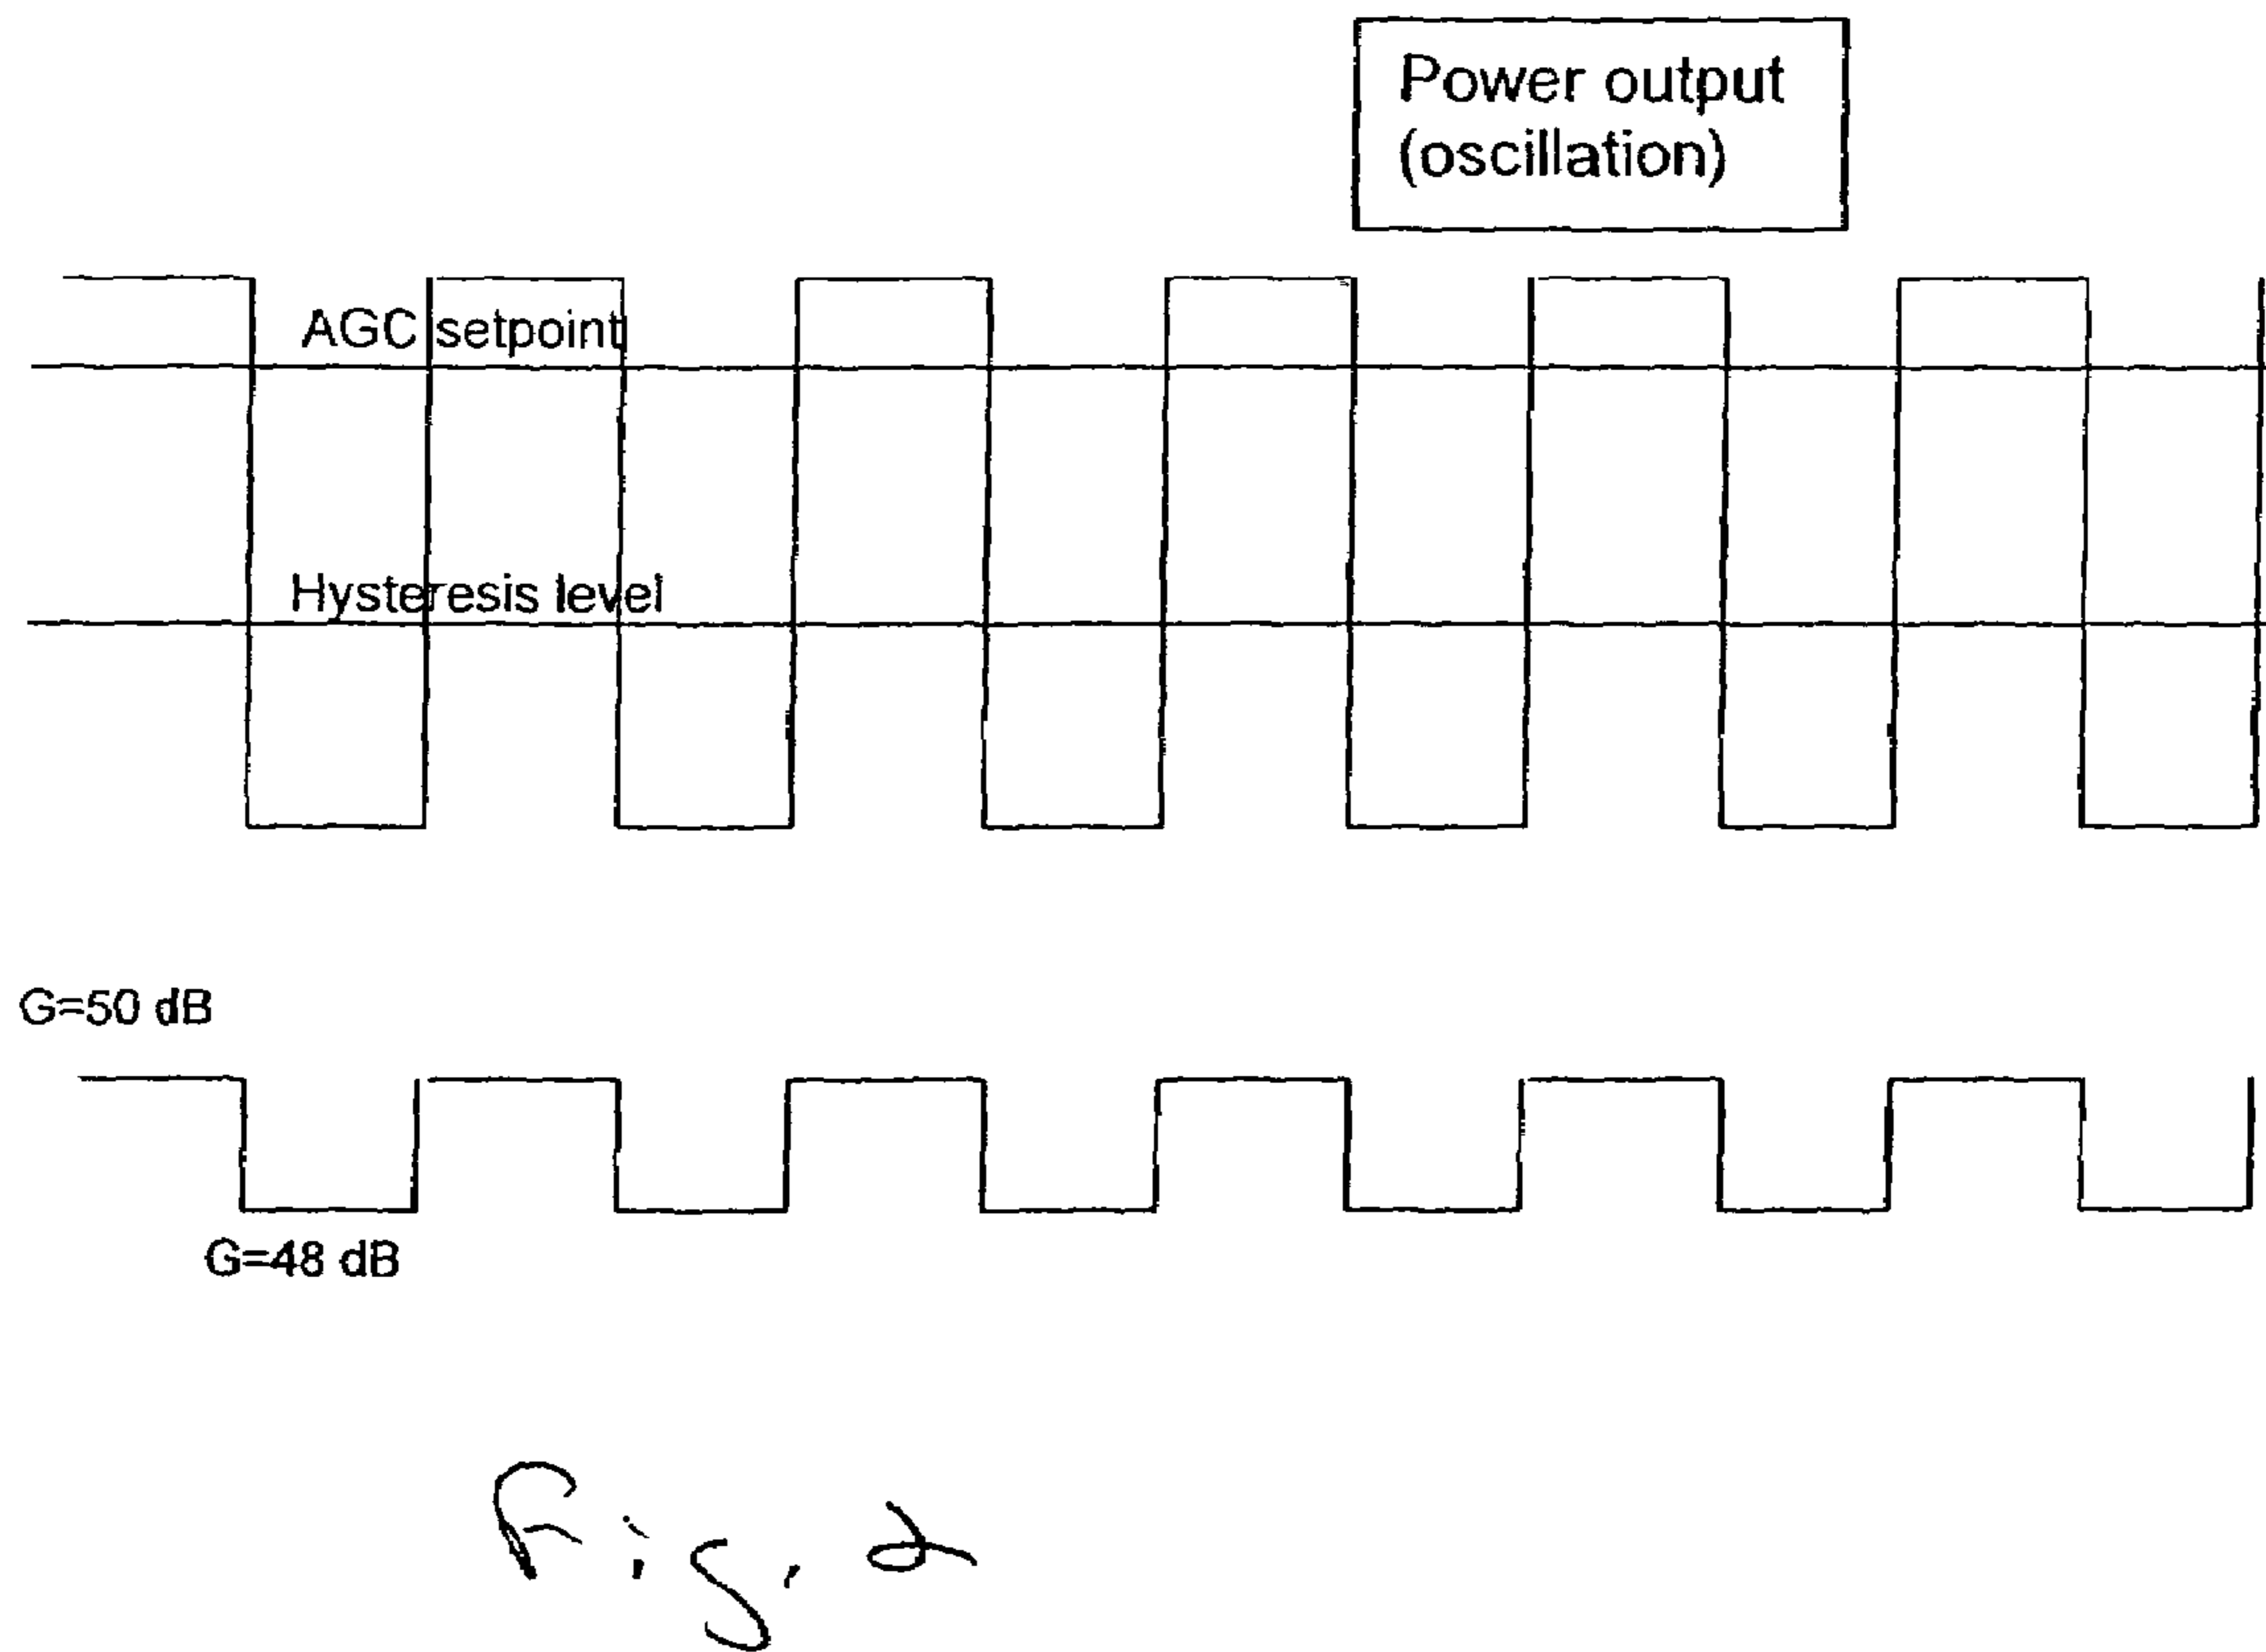 Power output
(oscillation)
AGC setpoint
Hysteresis level
G=50 dB
G=48 dB
Fig. 2